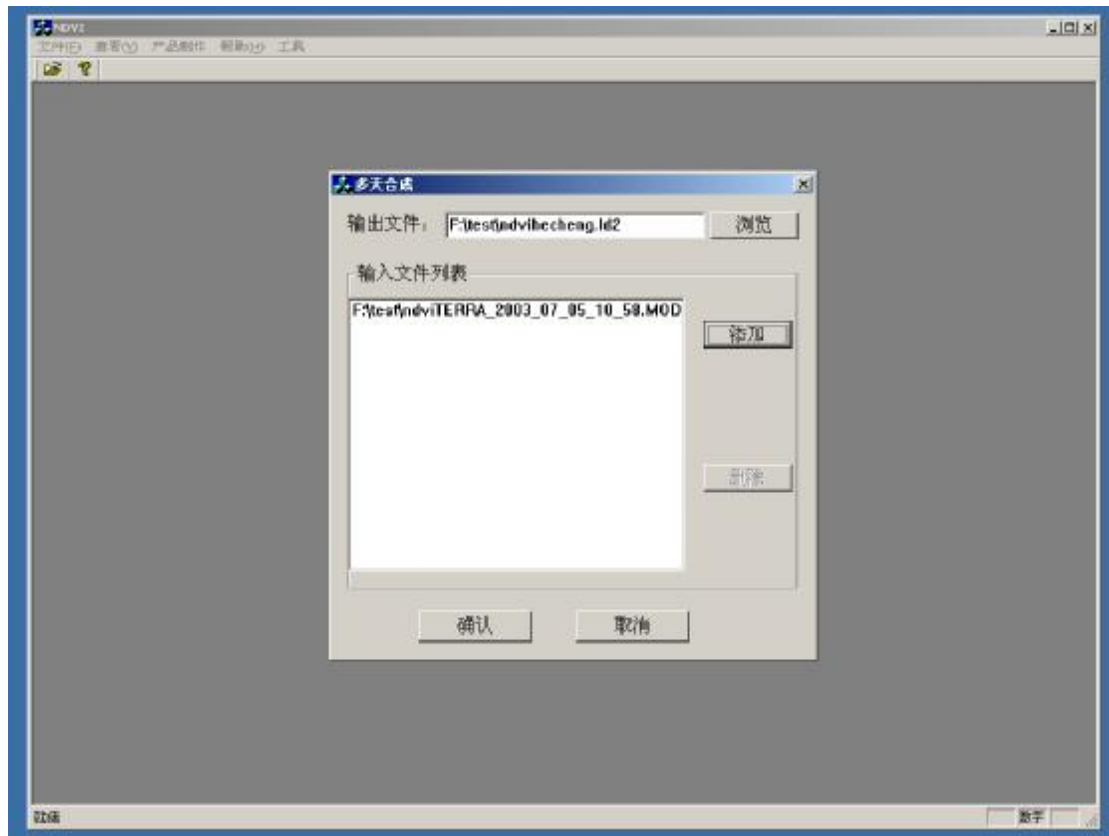 NDVI
文件(F) 查看(V) 产品制作 帮助(H) 工具
多天合成
输出文件: F:\test\ndvihecheng.ld2 浏览
输入文件列表
F:\test\ndviTERRA_2003_07_05_10_58.MOD
添加
删除
确认 取消
就绪 数字